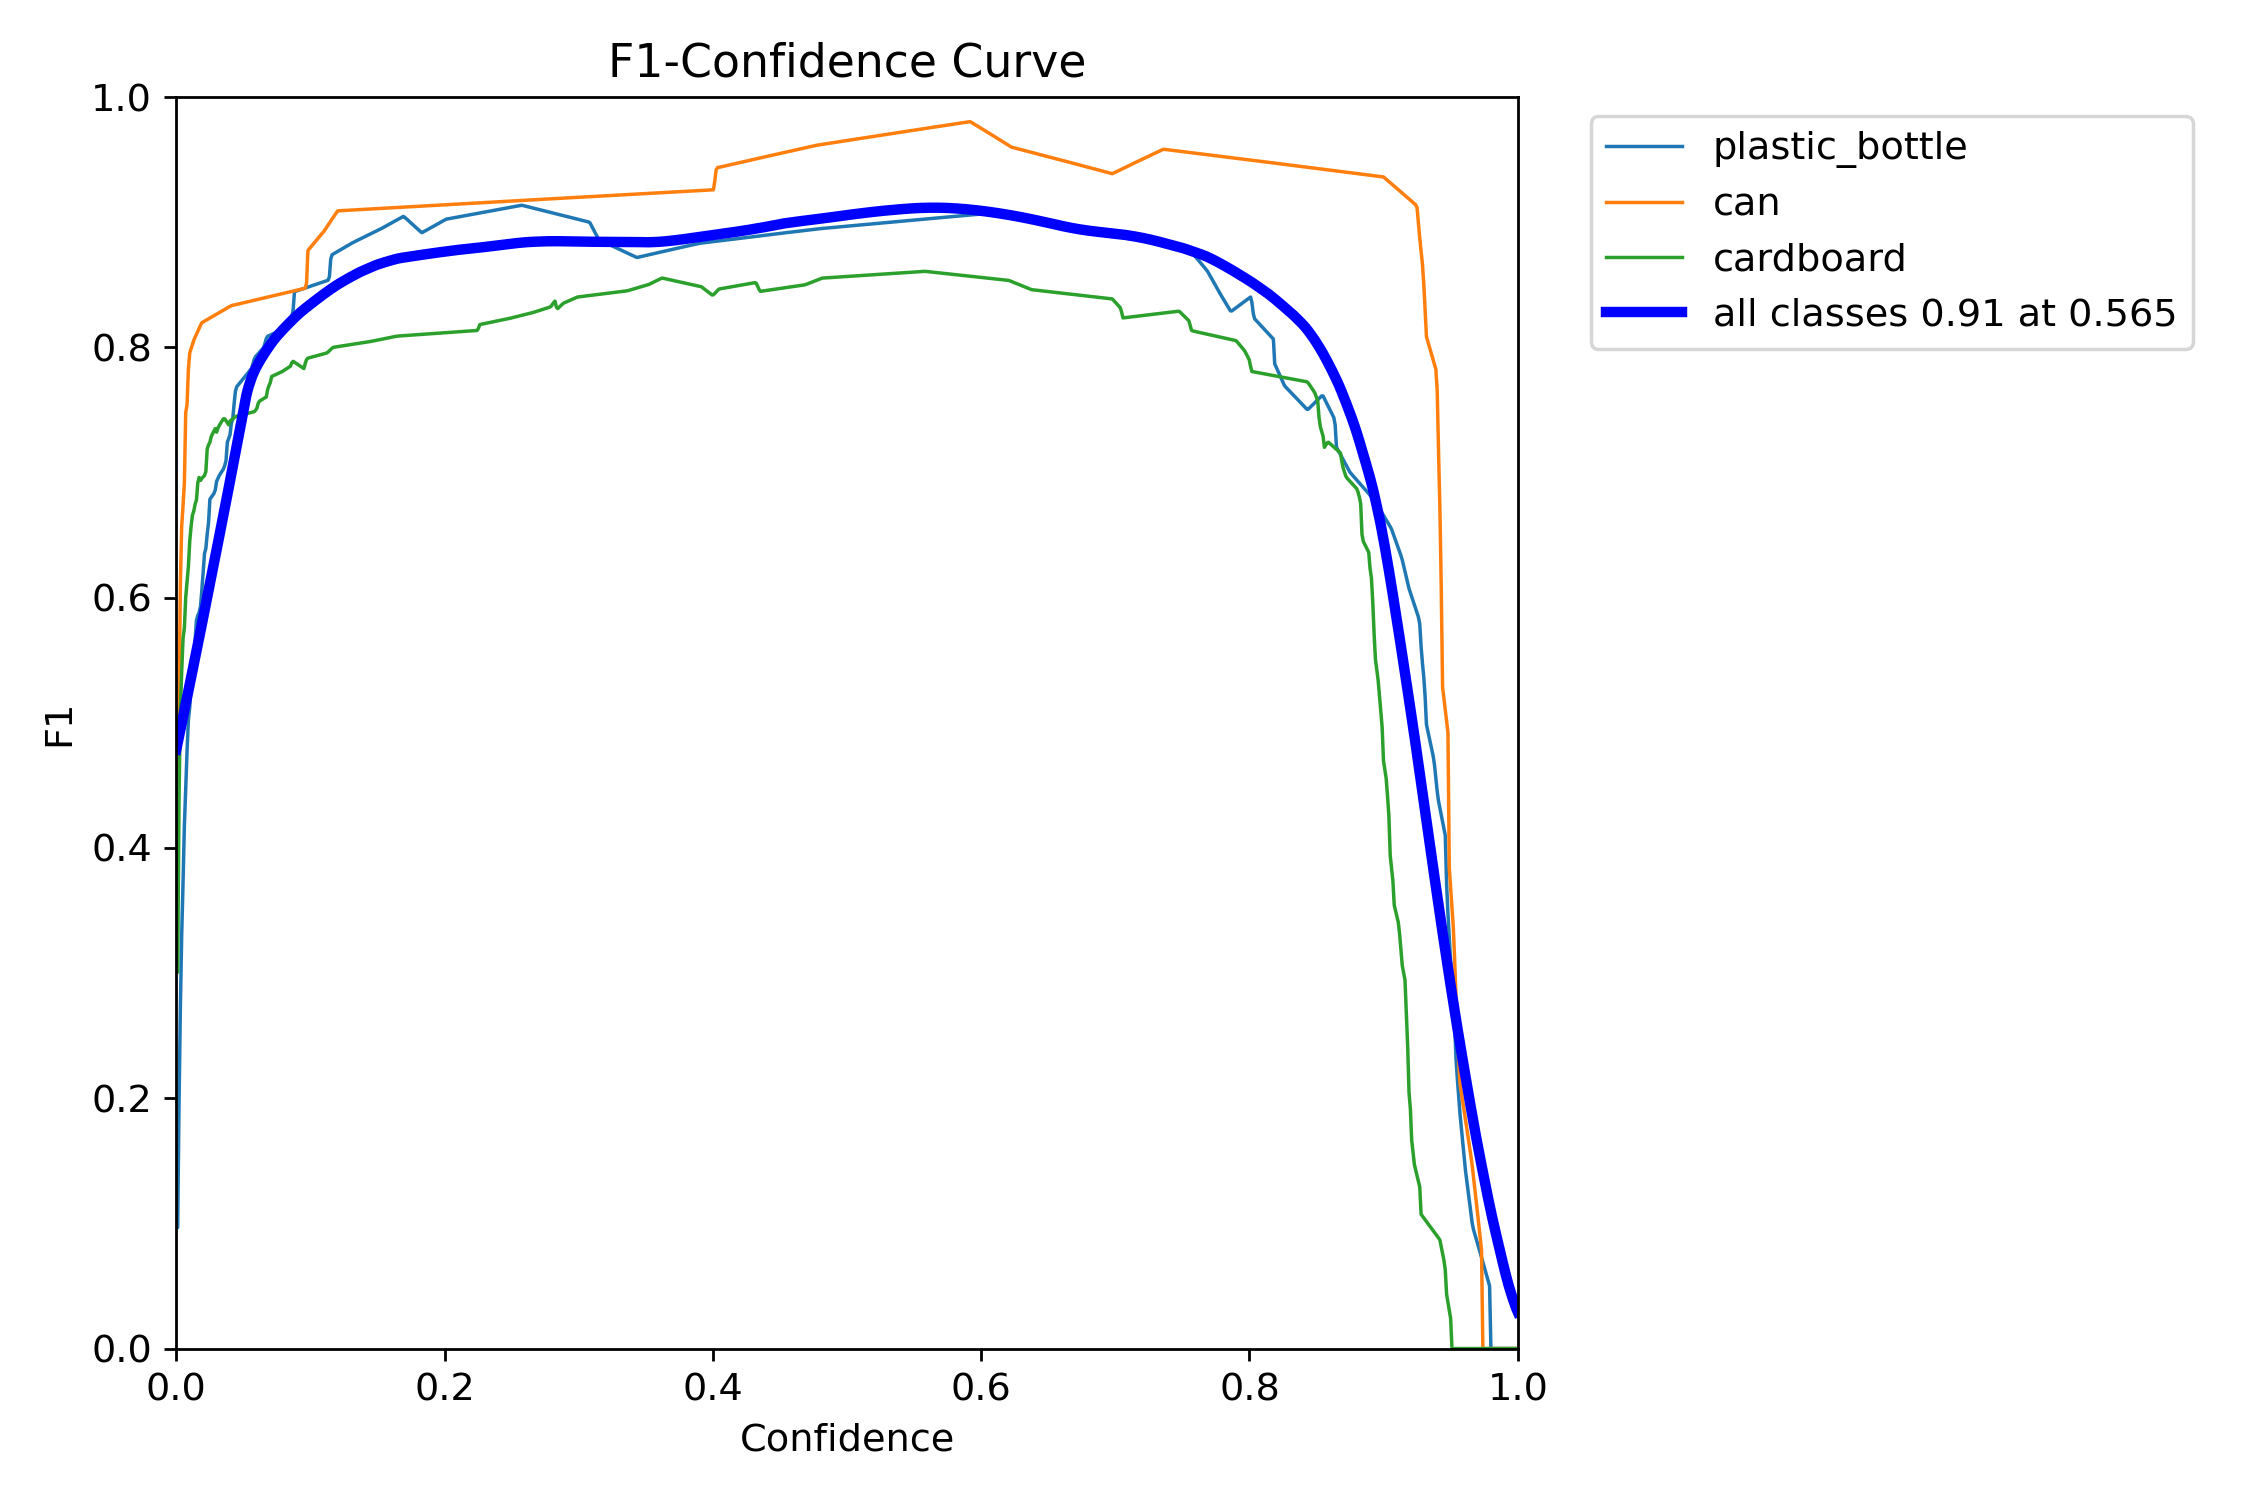 F1-Confidence Curve
1.0
0.8
0.6
0.4
0.2
0.0
F1
0.0 0.2 0.4 0.6 0.8 1.0
Confidence
plastic_bottle
can
cardboard
all classes 0.91 at 0.565